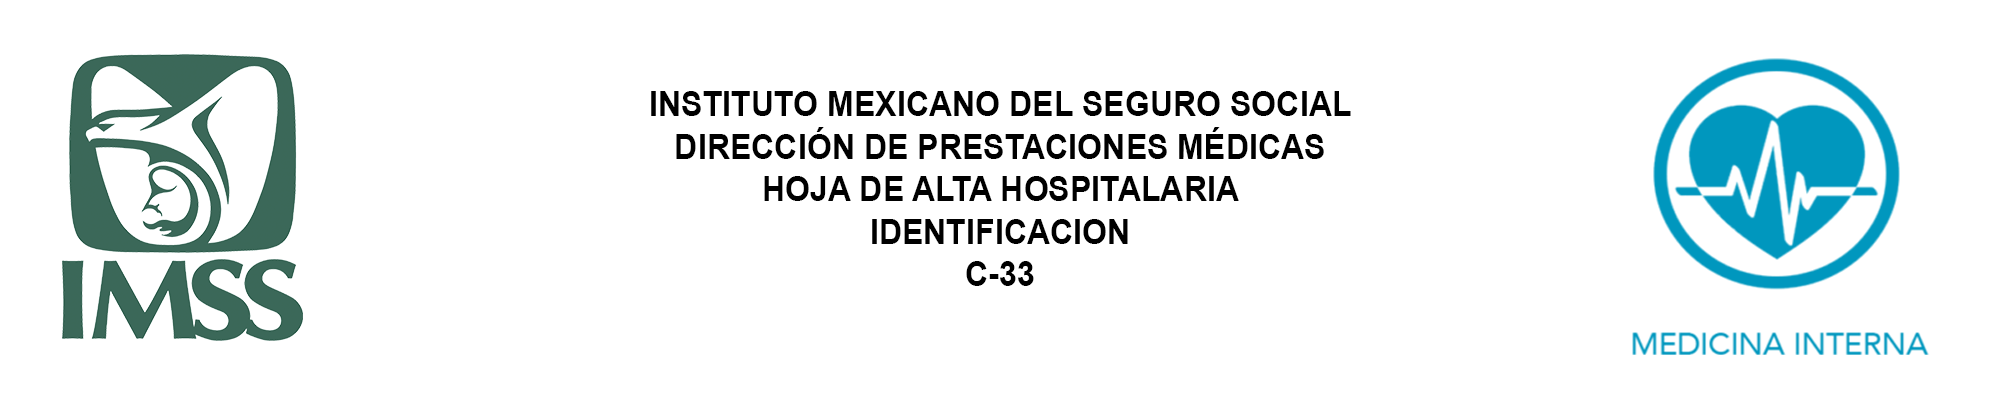 IMSS
INSTITUTO MEXICANO DEL SEGURO SOCIAL
DIRECCIÓN DE PRESTACIONES MÉDICAS
HOJA DE ALTA HOSPITALARIA
IDENTIFICACION
C-33
MEDICINA INTERNA